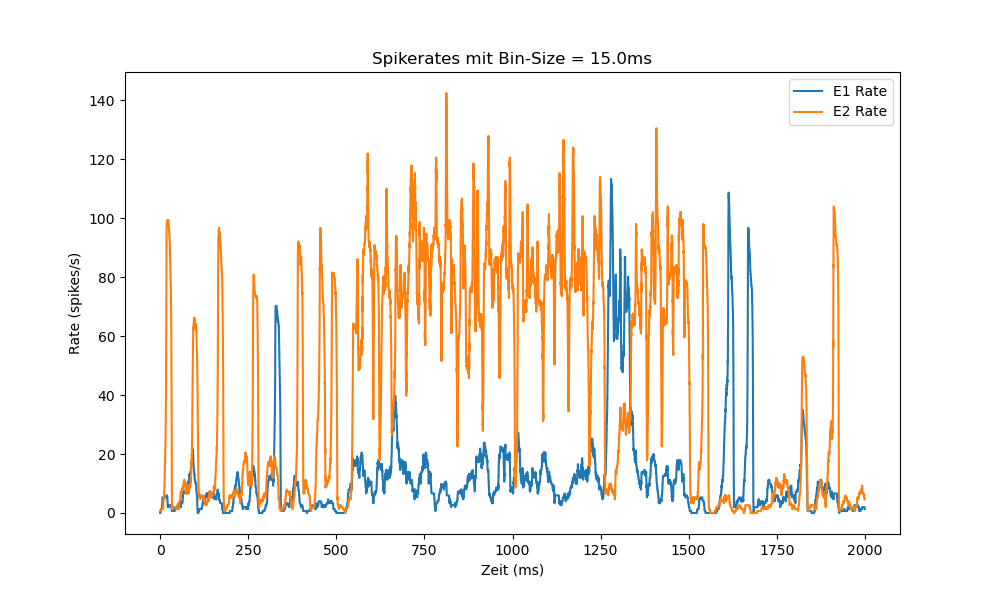 Spikerates mit Bin-Size = 15.0ms
E1 Rate
E2 Rate
140
120
100
80
60
40
20
0
Rate (spikes/s)
0 250 500 750 1000 1250 1500 1750 2000
Zeit (ms)